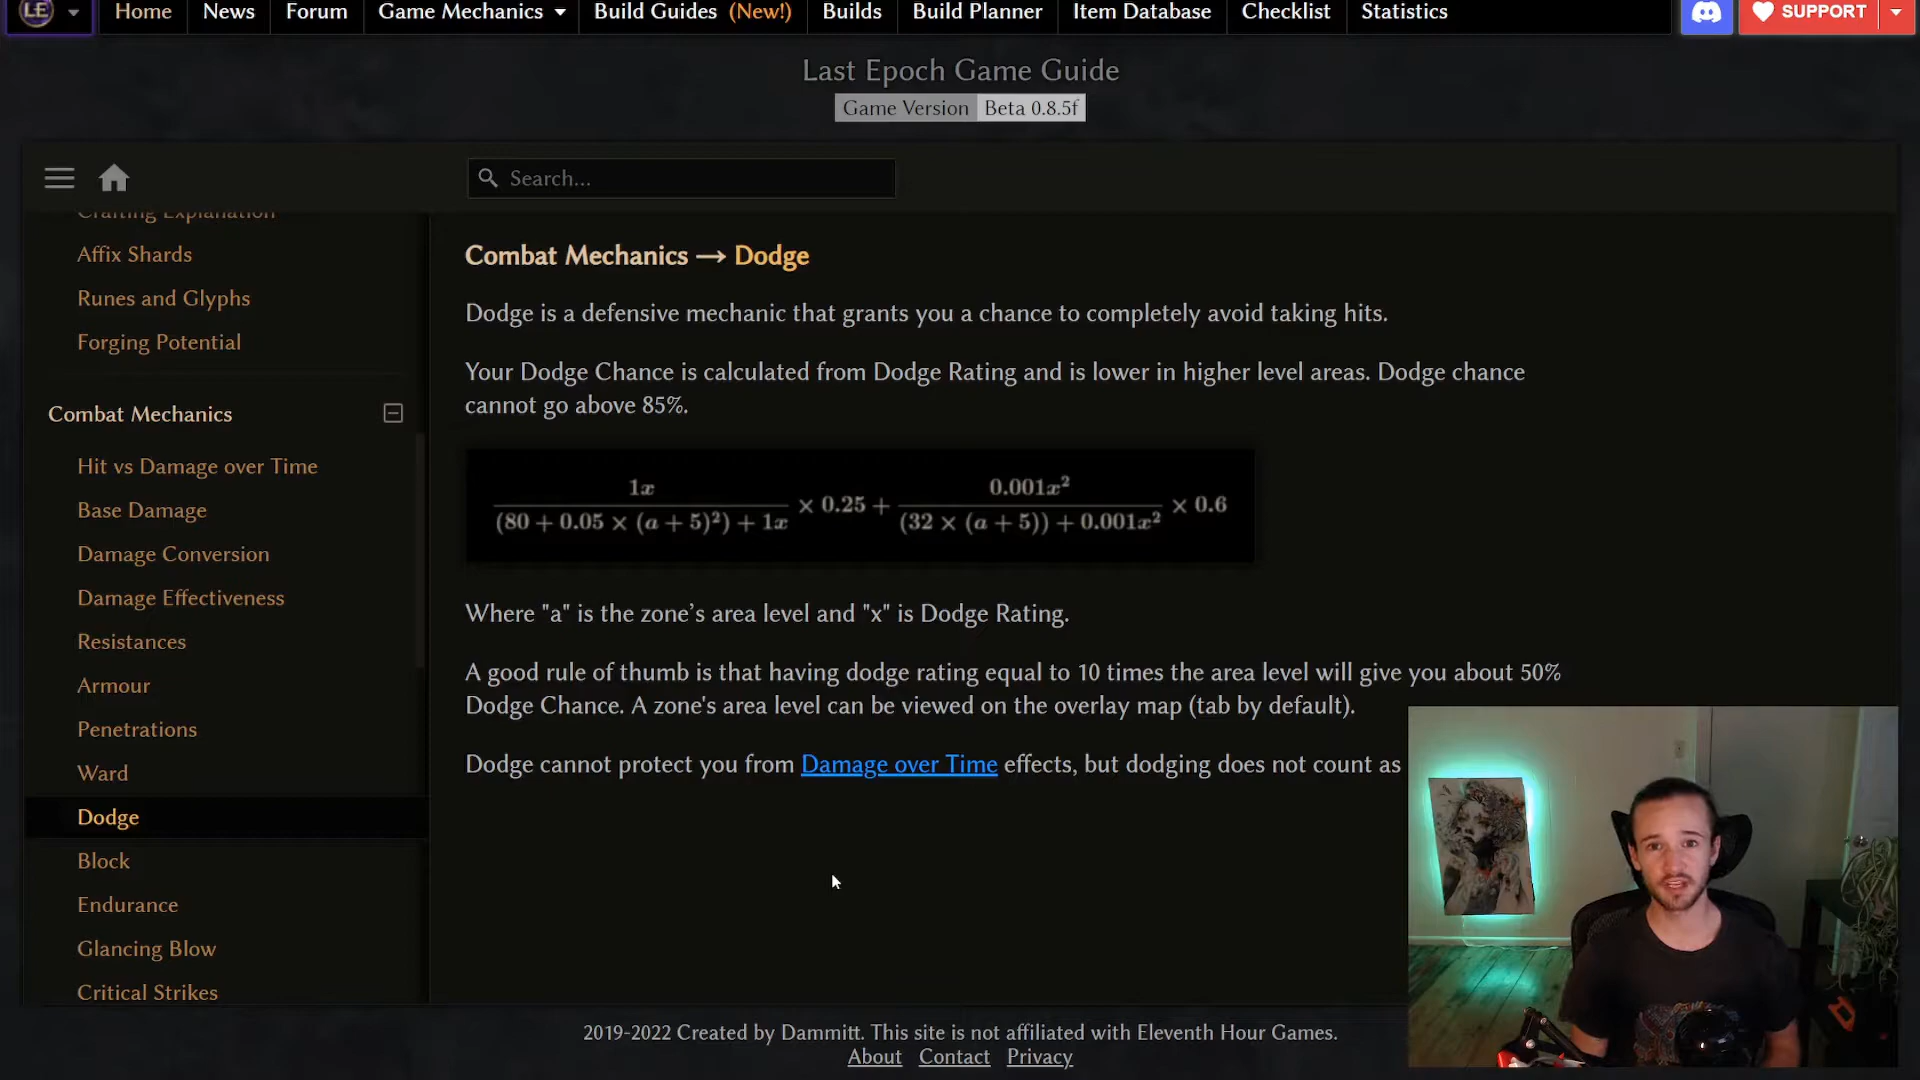 LE
Home
News
Forum
Game Mechanics
Build Guides (New!)
Builds
Build Planner
Item Database
Checklist
Statistics
SUPPORT
Last Epoch Game Guide
Game Version Beta 0.8.5f
Search...
Crafting Explanation
Affix Shards
Runes and Glyphs
Forging Potential
Combat Mechanics
Hit vs Damage over Time
Base Damage
Damage Conversion
Damage Effectiveness
Resistances
Armour
Penetrations
Ward
Dodge
Block
Endurance
Glancing Blow
Critical Strikes
Combat Mechanics → Dodge
Dodge is a defensive mechanic that grants you a chance to completely avoid taking hits.
Your Dodge Chance is calculated from Dodge Rating and is lower in higher level areas. Dodge chance
cannot go above 85%.
1x / ((80 + 0.05 × (a + 5)²) + 1x) × 0.25 + 0.001x² / ((32 × (a + 5)) + 0.001x²) × 0.6
Where "a" is the zone’s area level and "x" is Dodge Rating.
A good rule of thumb is that having dodge rating equal to 10 times the area level will give you about 50%
Dodge Chance. A zone's area level can be viewed on the overlay map (tab by default).
Dodge cannot protect you from Damage over Time effects, but dodging does not count as
2019-2022 Created by Dammitt. This site is not affiliated with Eleventh Hour Games.
About Contact Privacy